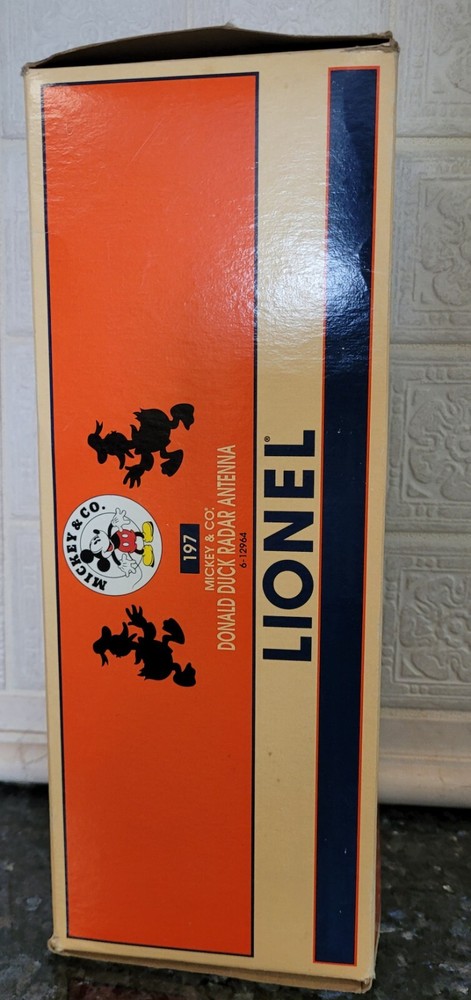 MICKEY & CO.
197
MICKEY & CO.
DONALD DUCK RADAR ANTENNA
6-12964
LIONEL®